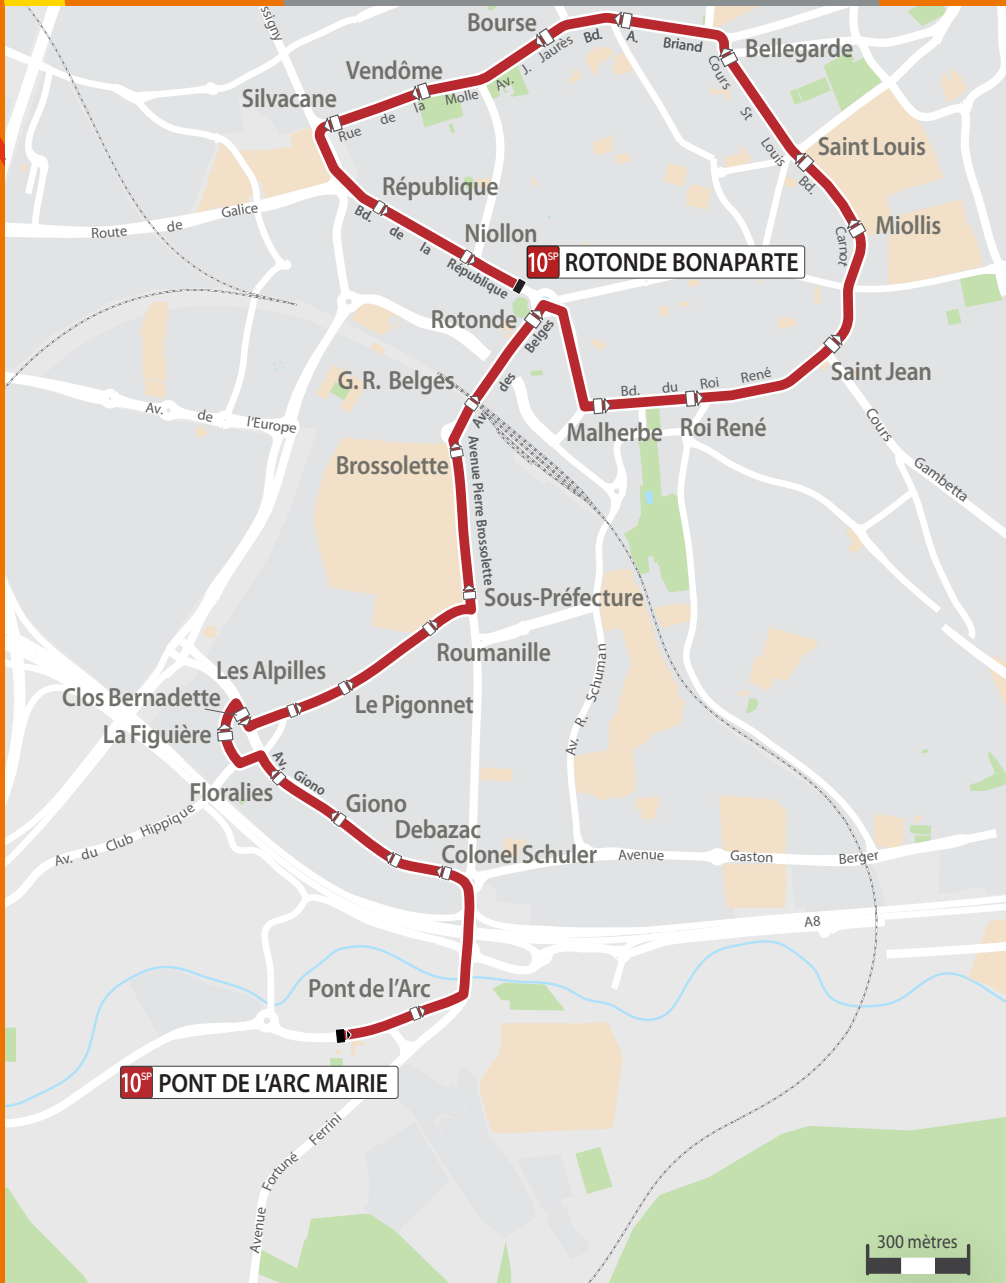 ssigny
Bourse
Bd. A. Briand
Bellegarde
Vendôme
Av. J. Jaurès
Silvacane
Rue de la Molle
Cours St Louis
Saint Louis
Bd. Carnot
République
Miollis
Route de Galice
Bd. de la République
Niollon
10SP ROTONDE BONAPARTE
Rotonde
Av. des Belges
G. R. Belges
Bd. du Roi René
Saint Jean
Av. de l'Europe
Malherbe
Roi René
Cours Gambetta
Brossolette
Avenue Pierre Brossolette
Sous-Préfecture
Roumanille
Les Alpilles
Clos Bernadette
Le Pigonnet
La Figuière
Av. R. Schuman
Floralies
Av. Giono
Giono
Av. du Club Hippique
Debazac
Colonel Schuler
Avenue Gaston Berger
A8
Pont de l'Arc
10SP PONT DE L'ARC MAIRIE
Avenue Fortuné Ferrini
300 mètres